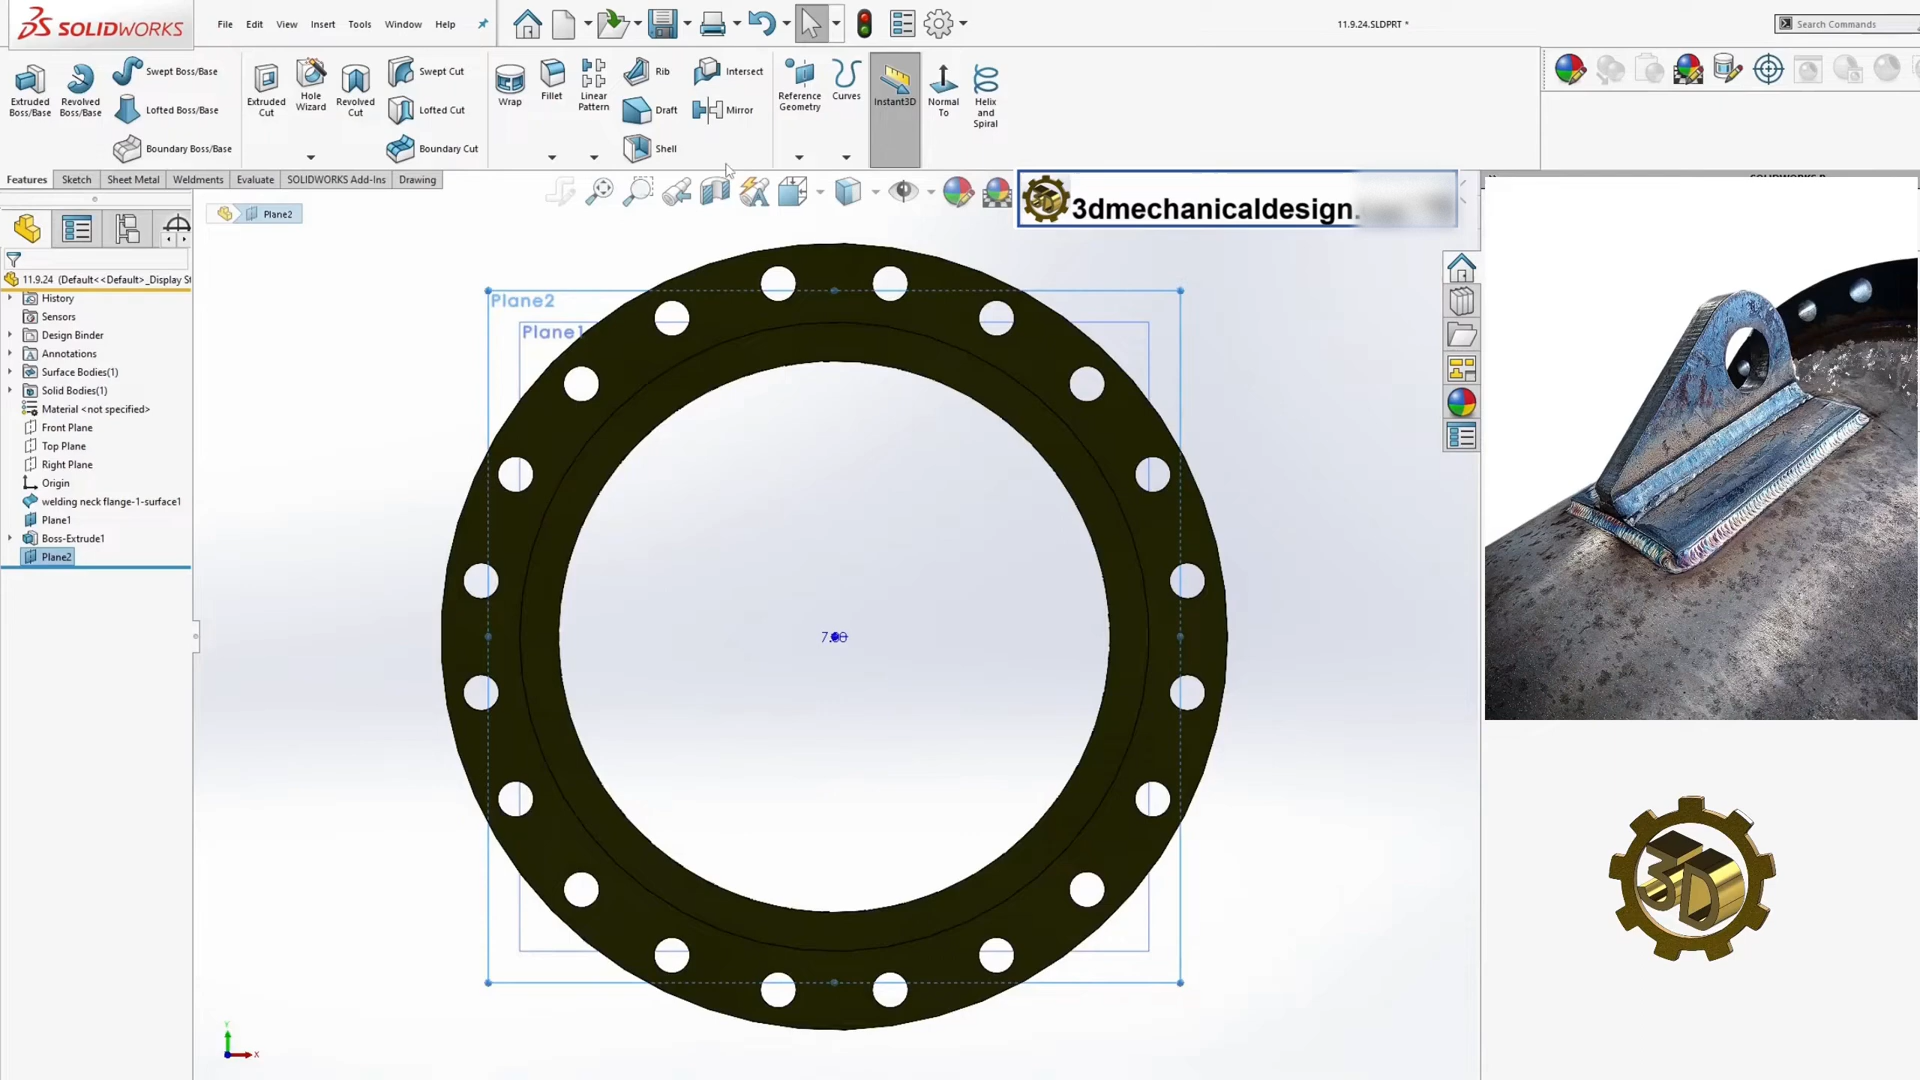 SOLIDWORKS
File Edit View Insert Tools Window Help
11.9.24.SLDPRT *
Search Commands
Extruded Boss/Base
Revolved Boss/Base
Swept Boss/Base
Lofted Boss/Base
Boundary Boss/Base
Extruded Cut
Hole Wizard
Revolved Cut
Swept Cut
Lofted Cut
Boundary Cut
Wrap
Fillet
Linear Pattern
Rib
Draft
Shell
Intersect
Mirror
Reference Geometry
Curves
Instant3D
Normal To
Helix and Spiral
Features Sketch Sheet Metal Weldments Evaluate SOLIDWORKS Add-Ins Drawing
3dmechanicaldesign.
Plane2
11.9.24 (Default<<Default>_Display St
History
Sensors
Design Binder
Annotations
Surface Bodies(1)
Solid Bodies(1)
Material <not specified>
Front Plane
Top Plane
Right Plane
Origin
welding neck flange-1-surface1
Plane1
Boss-Extrude1
Plane2
Plane2
Plane1
Y
X
3D